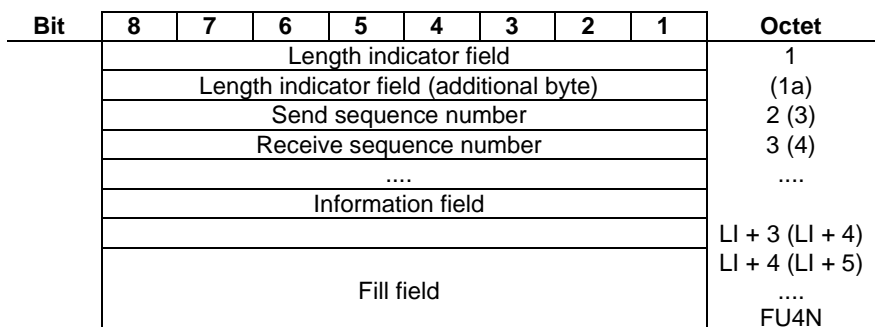 Bit 8 7 6 5 4 3 2 1 Octet
Length indicator field 1
Length indicator field (additional byte) (1a)
Send sequence number 2 (3)
Receive sequence number 3 (4)
.... ....
Information field
LI + 3 (LI + 4)
LI + 4 (LI + 5)
Fill field ....
FU4N